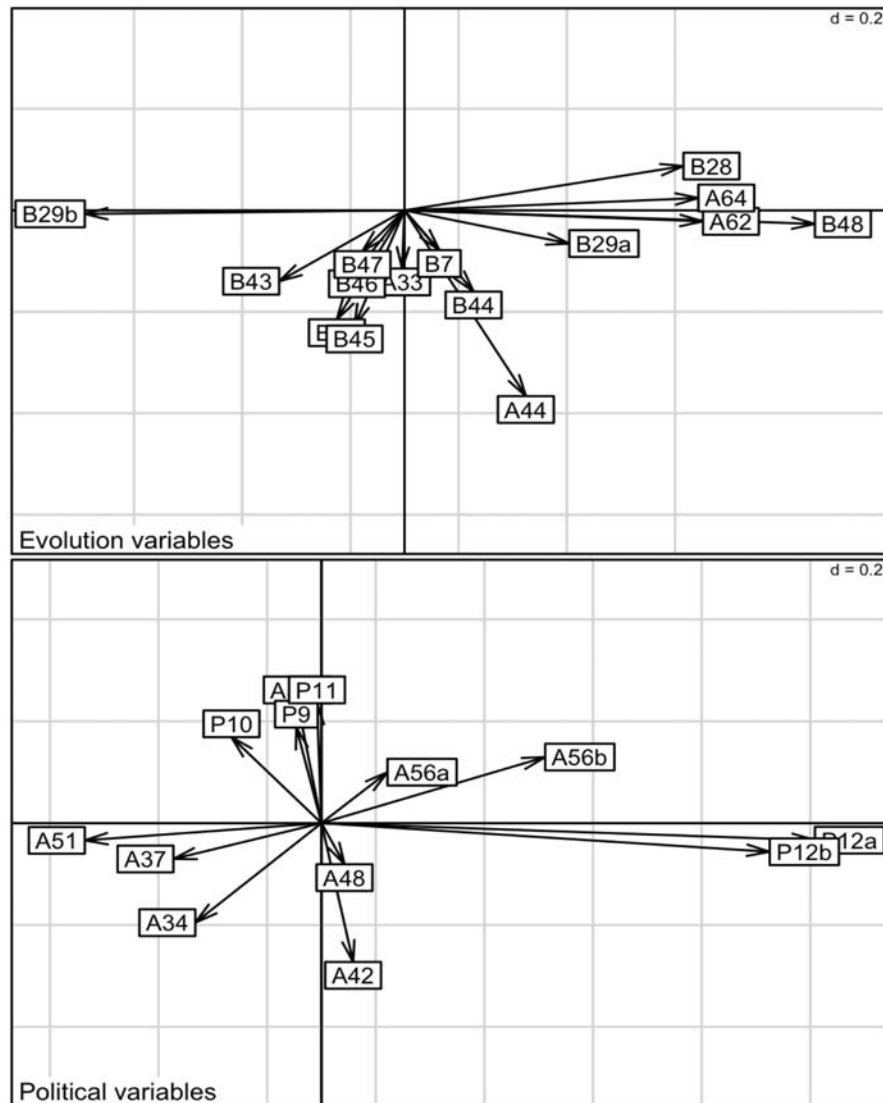 d = 0.2
B28
A64
B29b
A62
B48
B29a
B47
B7
B43
B46
A33
B44
B45
A44
Evolution variables
d = 0.2
P11
P9
P10
A56b
A56a
A51
P12a
P12b
A37
A48
A34
A42
Political variables